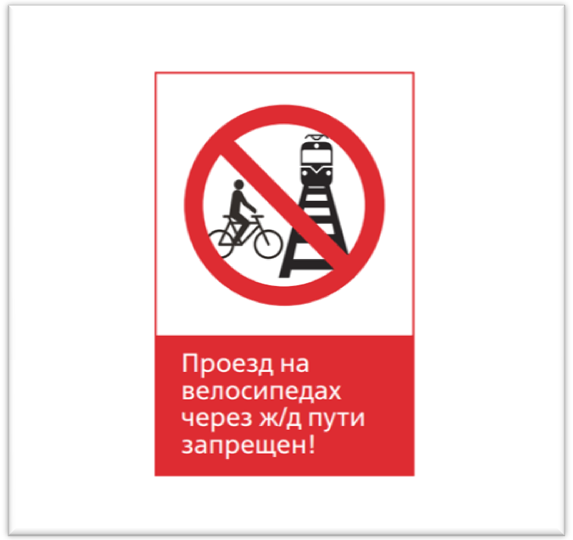 Проезд на
велосипедах
через ж/д пути
запрещен!